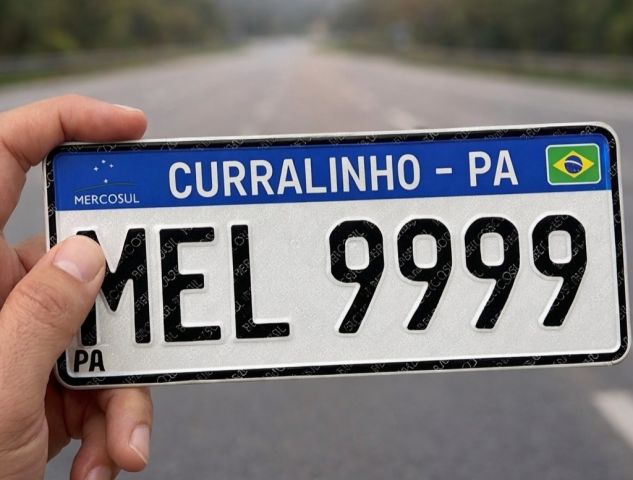 MERCOSUL
CURRALINHO - PA
MEL 9999
PA